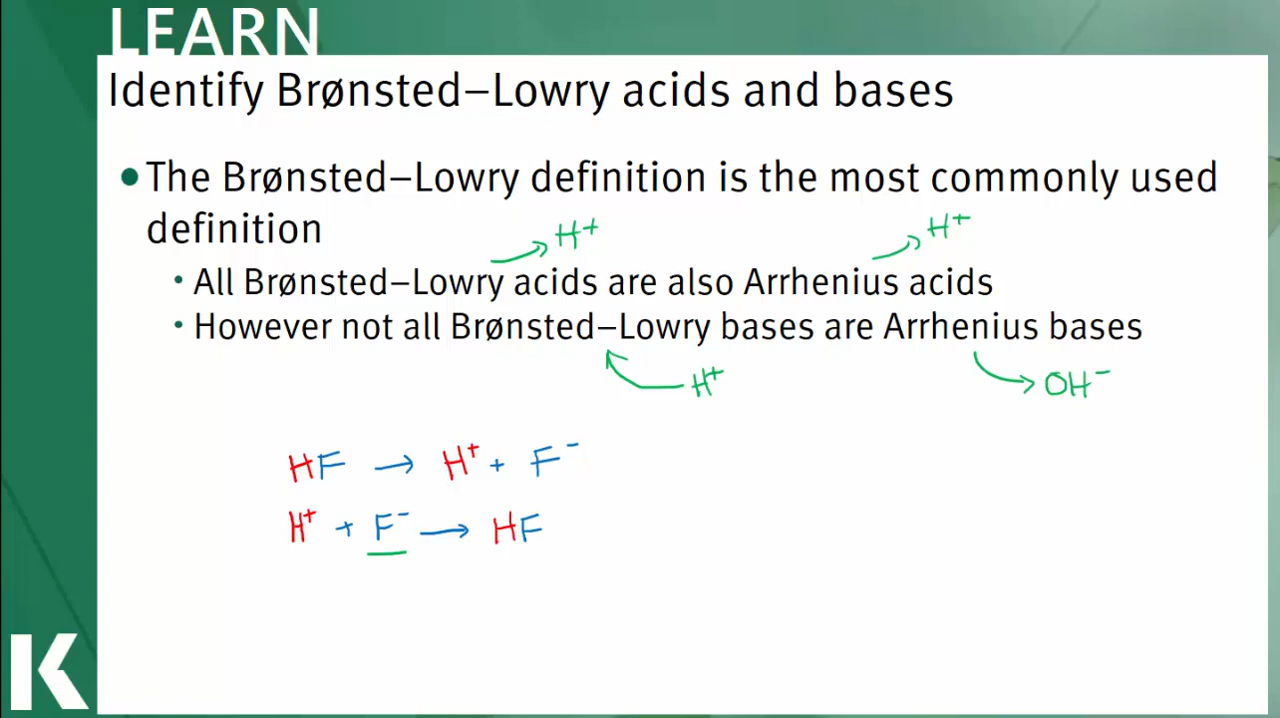 LEARN
Identify Brønsted–Lowry acids and bases
• The Brønsted–Lowry definition is the most commonly used
definition
H+ H+
• All Brønsted–Lowry acids are also Arrhenius acids
• However not all Brønsted–Lowry bases are Arrhenius bases
H+ OH⁻
HF → H⁺ + F⁻
H⁺ + F⁻ → HF
K